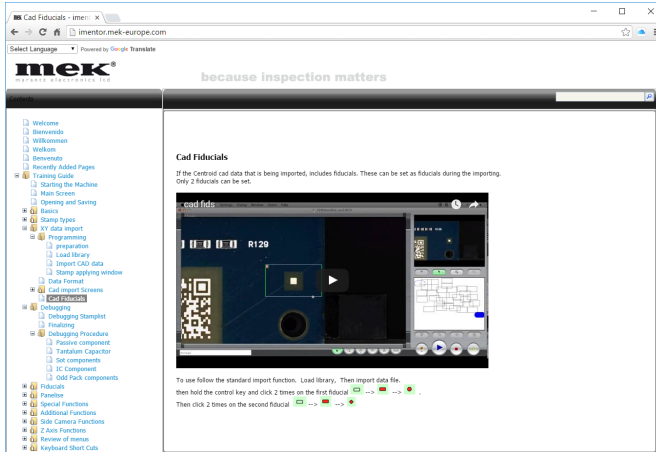 Cad Fiducials - iment
imentor.mek-europe.com
Select Language Powered by Google Translate
mek®
marantz electronics ltd
because inspection matters
Contents
Welcome
Bienvenido
Willkommen
Welkom
Benvenuto
Recently Added Pages
Training Guide
Starting the Machine
Main Screen
Opening and Saving
Basics
Stamp types
XY data import
Programming
preparation
Load library
Import CAD data
Stamp applying window
Data Format
Cad import Screens
Cad Fiducials
Debugging
Debugging Stamplist
Finalizing
Debugging Procedure
Passive component
Tantalum Capacitor
Sot components
IC Component
Odd Pack components
Fiducials
Panelise
Special Functions
Additional Functions
Side Camera Functions
Z Axis Functions
Review of menus
Keyboard Short Cuts
Cad Fiducials
If the Centroid cad data that is being imported, includes fiducials. These can be set as fiducials during the importing.
Only 2 fiducials can be set.
cad fids
R129
To use follow the standard import function. Load library, Then import data file.
then hold the control key and click 2 times on the first fiducial --> --> .
Then click 2 times on the second fiducial --> -->